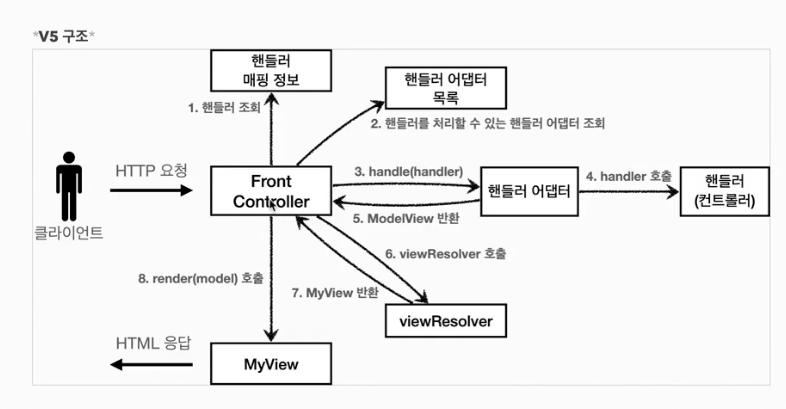 *V5 구조*
핸들러
매핑 정보
핸들러 어댑터
목록
1. 핸들러 조회
2. 핸들러를 처리할 수 있는 핸들러 어댑터 조회
HTTP 요청
Front
Controller
3. handle(handler)
핸들러 어댑터
4. handler 호출
핸들러
(컨트롤러)
5. ModelView 반환
클라이언트
6. viewResolver 호출
8. render(model) 호출
7. MyView 반환
viewResolver
HTML 응답
MyView